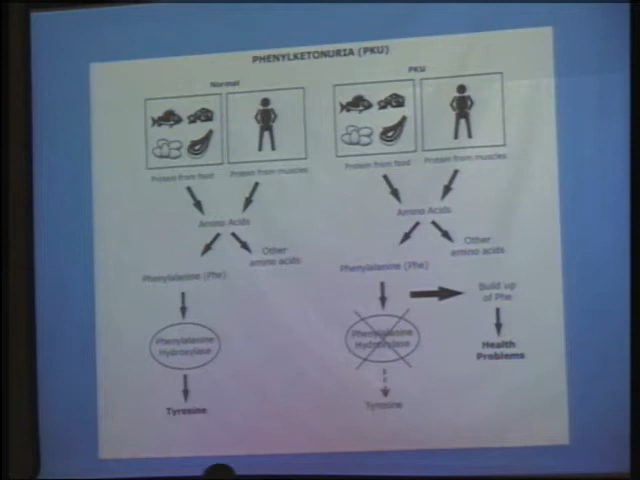 PHENYLKETONURIA (PKU)
Normal
Protein from food
Protein from muscles
Amino Acids
Other
amino acids
Phenylalanine (Phe)
Phenylalanine
Hydroxylase
Tyrosine
PKU
Protein from food
Protein from muscles
Amino Acids
Other
amino acids
Phenylalanine (Phe)
Build up
of Phe
Phenylalanine
Hydroxylase
Health
Problems
Tyrosine